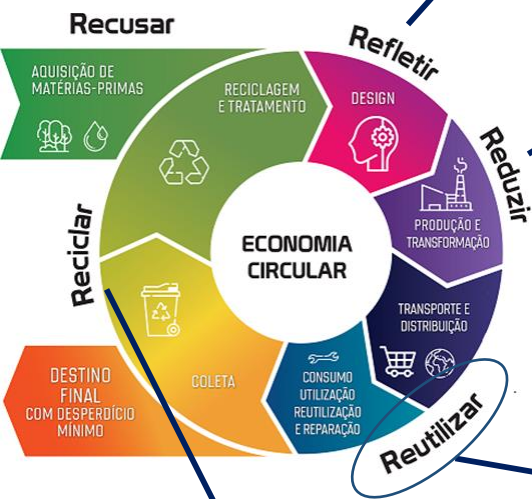 Recusar
AQUISIÇÃO DE
MATÉRIAS-PRIMAS
RECICLAGEM
E TRATAMENTO
Refletir
DESIGN
Reduzir
PRODUÇÃO E
TRANSFORMAÇÃO
ECONOMIA
CIRCULAR
TRANSPORTE E
DISTRIBUIÇÃO
Reutilizar
CONSUMO
UTILIZAÇÃO
REUTILIZAÇÃO
E REPARAÇÃO
COLETA
Reciclar
DESTINO
FINAL
COM DESPERDÍCIO
MÍNIMO